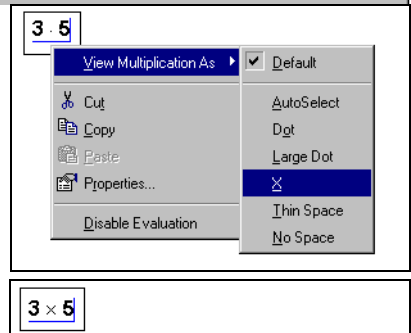 3 · 5
View Multiplication As
Default
Cut
AutoSelect
Copy
Dot
Paste
Large Dot
Properties...
X
Thin Space
Disable Evaluation
No Space
3 × 5